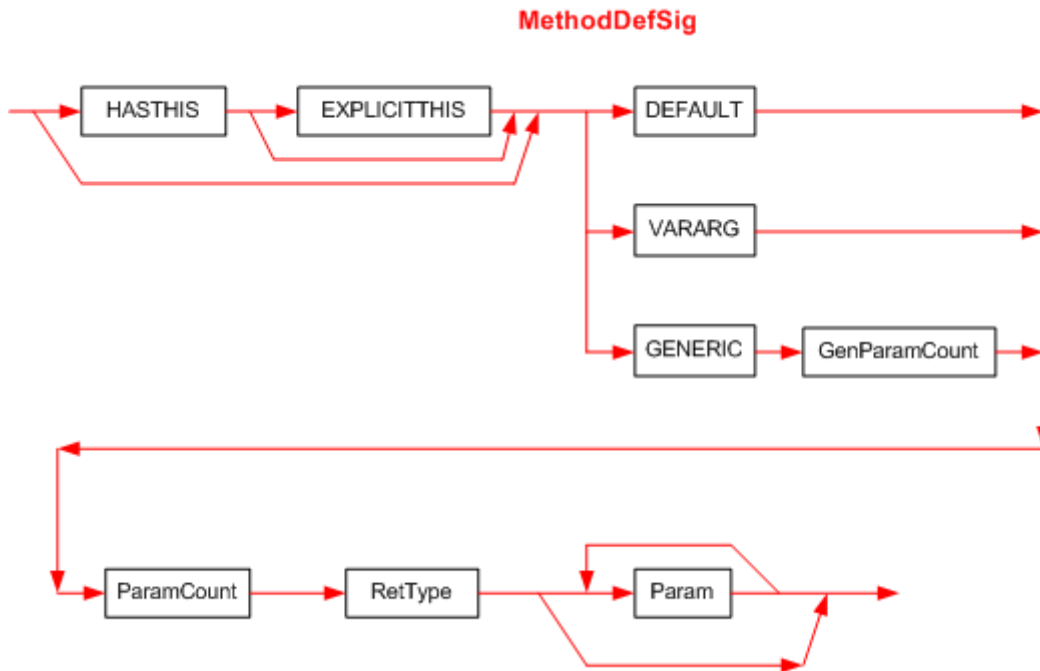 MethodDefSig
HASTHIS EXPLICITTHIS DEFAULT
VARARG
GENERIC GenParamCount
ParamCount RetType Param